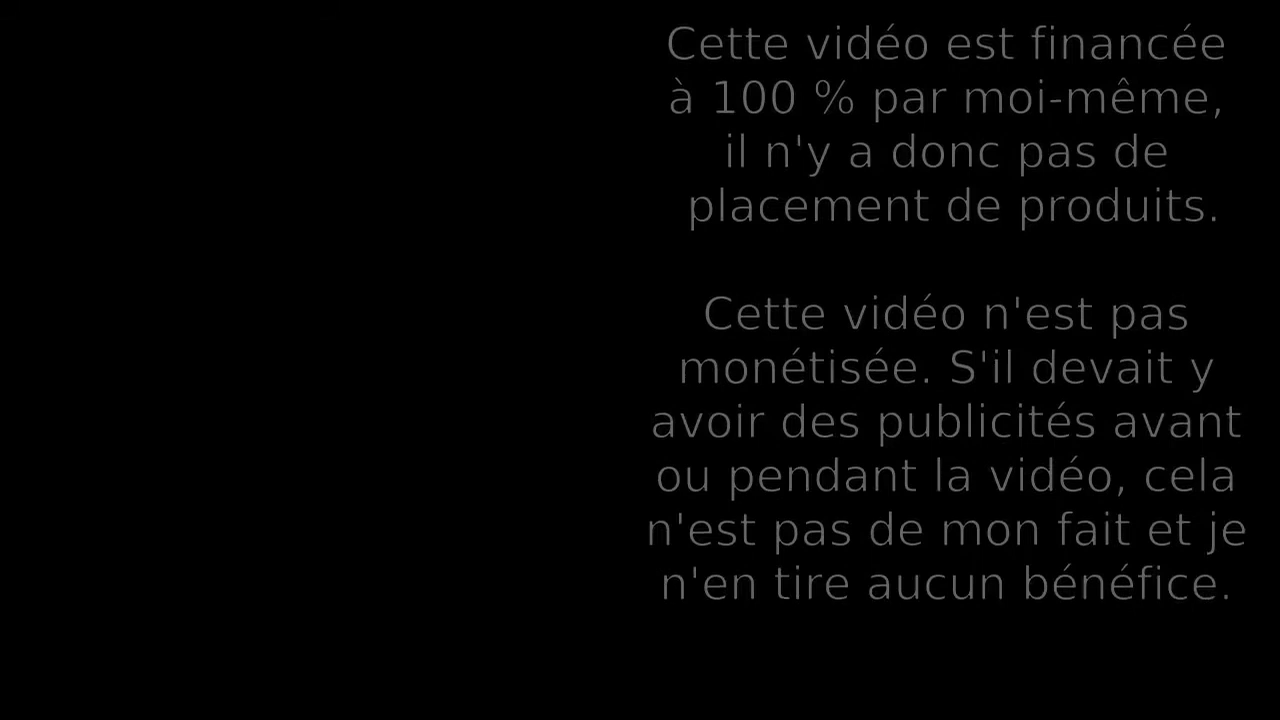 Cette vidéo est financée
à 100 % par moi-même,
il n'y a donc pas de
placement de produits.
Cette vidéo n'est pas
monétisée. S'il devait y
avoir des publicités avant
ou pendant la vidéo, cela
n'est pas de mon fait et je
n'en tire aucun bénéfice.